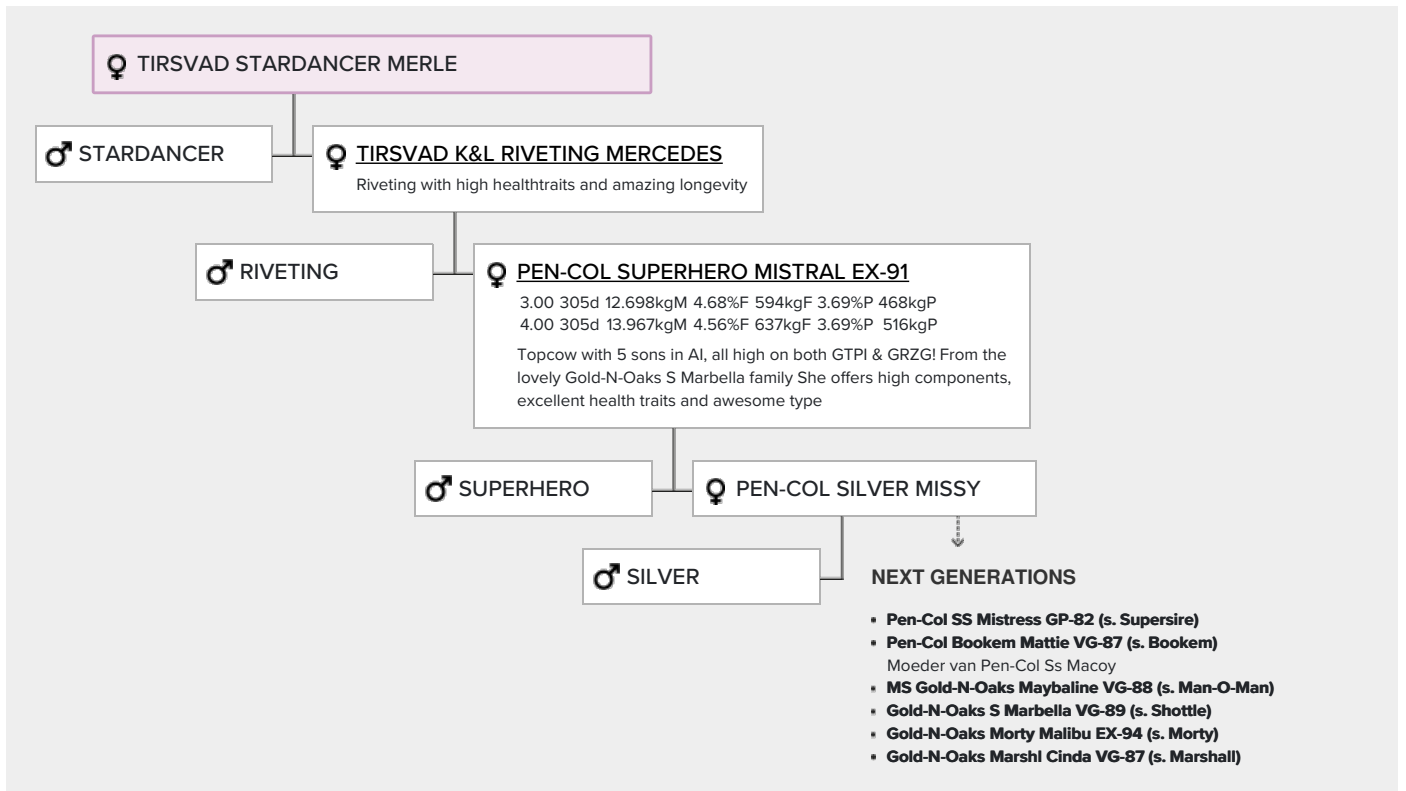 TIRSVAD STARDANCER MERLE
STARDANCER
TIRSVAD K&L RIVETING MERCEDES
Riveting with high healthtraits and amazing longevity
RIVETING
PEN-COL SUPERHERO MISTRAL EX-91
3.00 305d 12.698kgM 4.68%F 594kgF 3.69%P 468kgP
4.00 305d 13.967kgM 4.56%F 637kgF 3.69%P 516kgP
Topcow with 5 sons in AI, all high on both GTPI & GRZG! From the
lovely Gold-N-Oaks S Marbella family She offers high components,
excellent health traits and awesome type
SUPERHERO
PEN-COL SILVER MISSY
SILVER
NEXT GENERATIONS
• Pen-Col SS Mistress GP-82 (s. Supersire)
• Pen-Col Bookem Mattie VG-87 (s. Bookem)
Moeder van Pen-Col Ss Macoy
• MS Gold-N-Oaks Maybaline VG-88 (s. Man-O-Man)
• Gold-N-Oaks S Marbella VG-89 (s. Shottle)
• Gold-N-Oaks Morty Malibu EX-94 (s. Morty)
• Gold-N-Oaks Marshl Cinda VG-87 (s. Marshall)